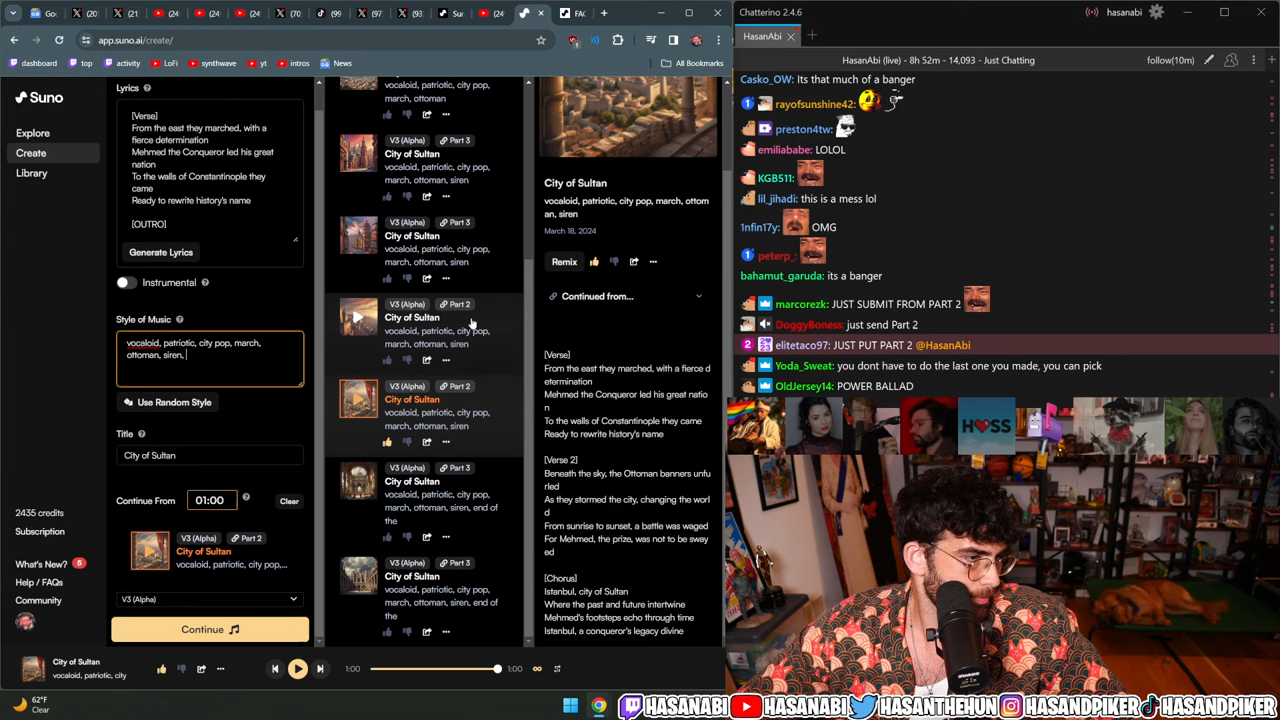 Goo
(21
(24
(24
(24
(70
(99
(97
(93
Sun
(24
FAQ
app.suno.ai/create/
dashboard
top
activity
LoFi
synthwave
yt
intros
News
All Bookmarks
Suno
Explore
Create
Library
2435 credits
Subscription
What's New?
5
Help / FAQs
Community
Lyrics
[Verse]
From the east they marched, with a
fierce determination
Mehmed the Conqueror led his great
nation
To the walls of Constantinople they
came
Ready to rewrite history's name
[OUTRO]
Generate Lyrics
Instrumental
Style of Music
vocaloid, patriotic, city pop, march,
ottoman, siren,
Use Random Style
Title
City of Sultan
Continue From
01:00
Clear
V3 (Alpha)
Part 2
City of Sultan
vocaloid, patriotic, city pop,...
V3 (Alpha)
Continue
march, ottoman
V3 (Alpha)
Part 3
City of Sultan
vocaloid, patriotic, city pop,
march, ottoman, siren
V3 (Alpha)
Part 3
City of Sultan
vocaloid, patriotic, city pop,
march, ottoman, siren
V3 (Alpha)
Part 2
City of Sultan
vocaloid, patriotic, city pop,
march, ottoman, siren
V3 (Alpha)
Part 2
City of Sultan
vocaloid, patriotic, city pop,
march, ottoman, siren
V3 (Alpha)
Part 3
City of Sultan
vocaloid, patriotic, city pop,
march, ottoman, siren, end of
the
V3 (Alpha)
Part 3
City of Sultan
vocaloid, patriotic, city pop,
march, ottoman, siren, end of
the
City of Sultan
vocaloid, patriotic, city pop, march, ottom
an, siren
March 18, 2024
Remix
Continued from...
[Verse]
From the east they marched, with a fierce d
etermination
Mehmed the Conqueror led his great natio
n
To the walls of Constantinople they came
Ready to rewrite history's name
[Verse 2]
Beneath the sky, the Ottoman banners unfu
rled
As they stormed the city, changing the worl
d
From sunrise to sunset, a battle was waged
For Mehmed, the prize, was not to be sway
ed
[Chorus]
Istanbul, city of Sultan
Where the past and future intertwine
Mehmed's footsteps echo through time
Istanbul, a conqueror's legacy divine
City of Sultan
vocaloid, patriotic, city
1:00
1:00
62°F
Clear
Chatterino 2.4.6
hasanabi
HasanAbi
HasanAbi (live) - 8h 52m - 14,093 - Just Chatting
follow(10m)
Casko_OW: Its that much of a banger
rayofsunshine42:
preston4tw:
emiliababe: LOLOL
KGB511:
lil_jihadi: this is a mess lol
1nfin17y: OMG
peterp_:
bahamut_garuda: its a banger
marcorezk: JUST SUBMIT FROM PART 2
DoggyBoness: just send Part 2
elitetaco97: JUST PUT PART 2 @HasanAbi
Yoda_Sweat: you dont have to do the last one you made, you can pick
OldJersey14: POWER BALLAD
HOSS
HASANABI
HASANABI
HASANTHEHUN
HASANDPIKER
HASANDPIKER